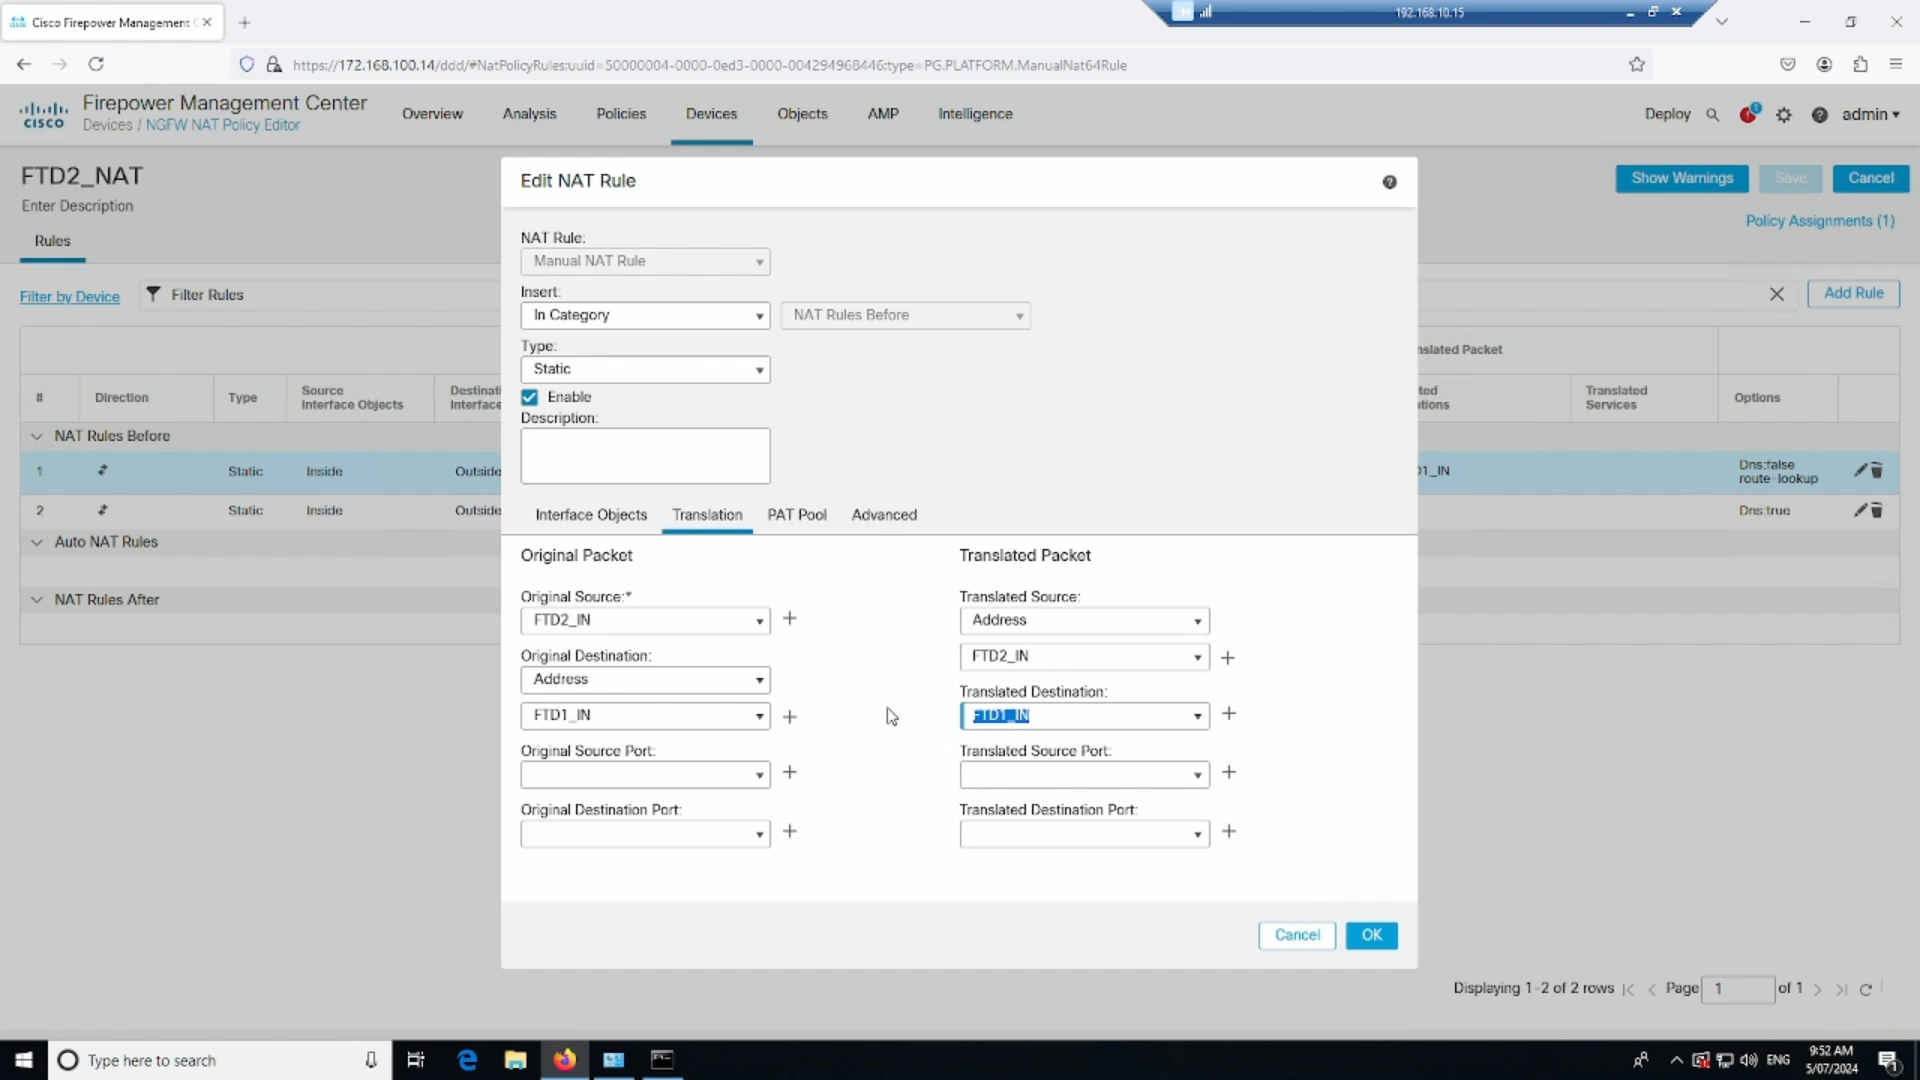 Cisco Firepower Management C
192.168.10.15
https://172.168.100.14/ddd/#NatPolicyRules:uuid=50000004-0000-0ed3-0000-004294968446;type=PG.PLATFORM.ManualNat64Rule
CISCO
Firepower Management Center
Devices / NGFW NAT Policy Editor
Overview
Analysis
Policies
Devices
Objects
AMP
Intelligence
Deploy
1
admin
FTD2_NAT
Enter Description
Show Warnings
Save
Cancel
Policy Assignments (1)
Rules
Filter by Device
Filter Rules
Add Rule
nslated Packet
#
Direction
Type
Source
Interface Objects
Destinati
Interface
ted
tions
Translated
Services
Options
NAT Rules Before
1
Static
Inside
Outside
D1_IN
Dns:false
route-lookup
2
Static
Inside
Outside
Dns:true
Auto NAT Rules
NAT Rules After
Edit NAT Rule
NAT Rule:
Manual NAT Rule
Insert:
In Category
NAT Rules Before
Type:
Static
Enable
Description:
Interface Objects
Translation
PAT Pool
Advanced
Original Packet
Translated Packet
Original Source:*
FTD2_IN
Translated Source:
Address
FTD2_IN
Original Destination:
Address
FTD1_IN
Translated Destination:
FTD1_IN
Original Source Port:
Translated Source Port:
Original Destination Port:
Translated Destination Port:
Cancel
OK
Displaying 1-2 of 2 rows
Page
1
of 1
Type here to search
ENG
9:52 AM
5/07/2024
1